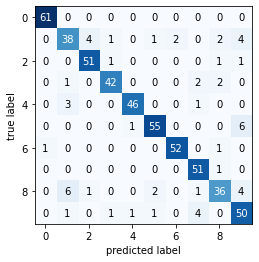 0 61 0 0 0 0 0 0 0 0 0
0 38 4 1 0 1 2 0 2 4
2 0 0 51 1 0 0 0 0 1 1
0 1 0 42 0 0 0 2 2 0
4 0 3 0 0 46 0 0 1 0 0
0 0 0 0 1 55 0 0 0 6
6 1 0 0 0 0 0 52 0 1 0
0 0 0 0 0 0 0 51 1 0
8 0 6 1 0 0 2 0 1 36 4
0 1 0 1 1 1 0 4 0 50
0 2 4 6 8
predicted label
true label